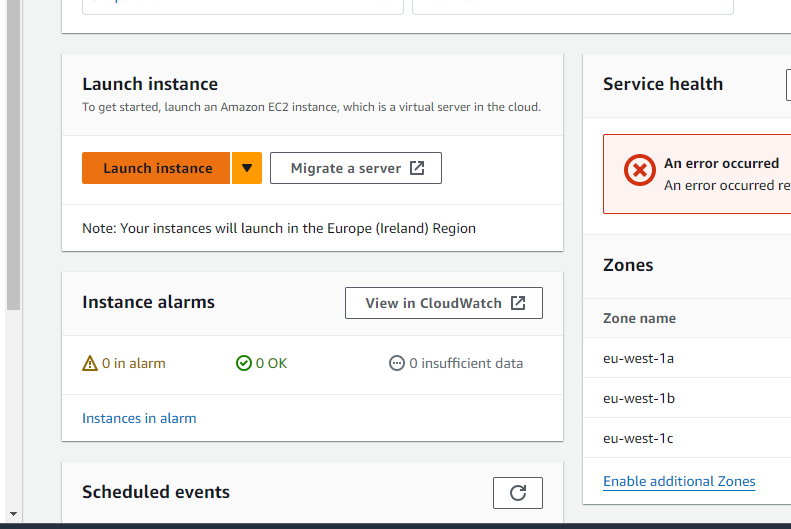 Launch instance
To get started, launch an Amazon EC2 instance, which is a virtual server in the cloud.
Launch instance
Migrate a server
Note: Your instances will launch in the Europe (Ireland) Region
Instance alarms
View in CloudWatch
0 in alarm
0 OK
0 insufficient data
Instances in alarm
Scheduled events
Service health
An error occurred
An error occurred re
Zones
Zone name
eu-west-1a
eu-west-1b
eu-west-1c
Enable additional Zones